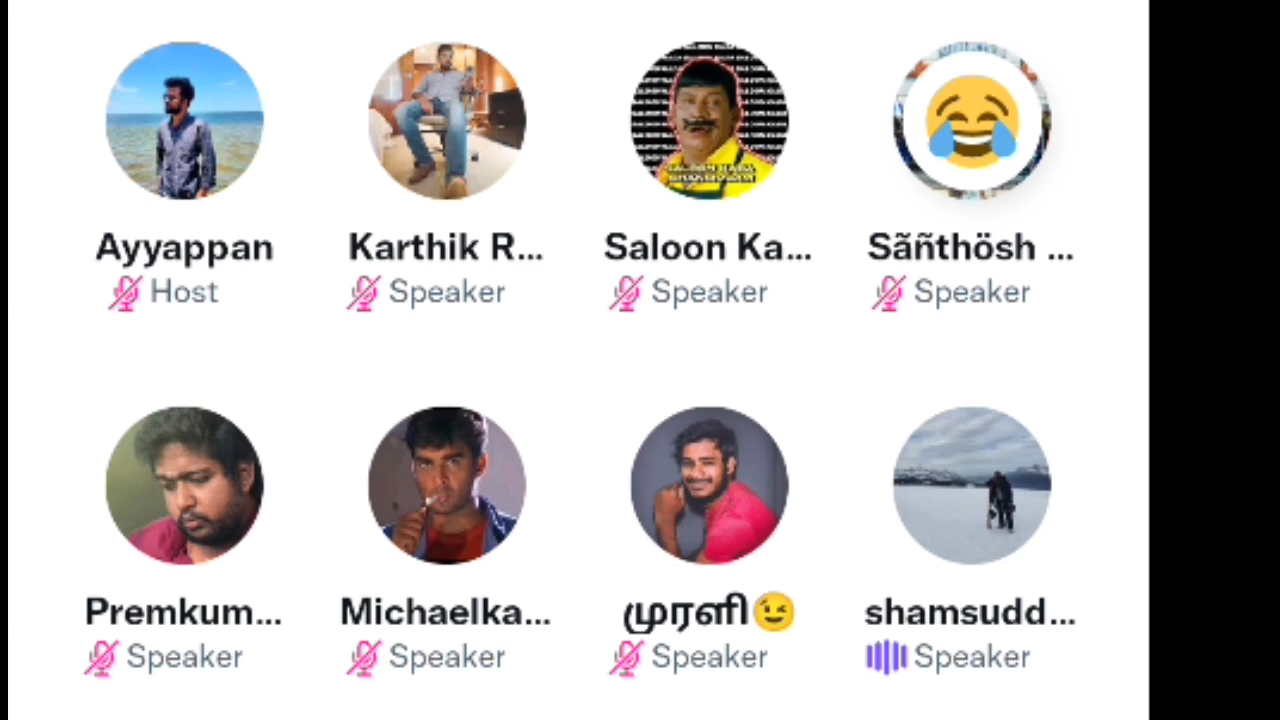 Ayyappan
Host
Karthik R...
Speaker
Saloon Ka...
Speaker
Sãñthösh ...
Speaker
Premkum...
Speaker
Michaelka...
Speaker
முரளி😉
Speaker
shamsudd...
Speaker